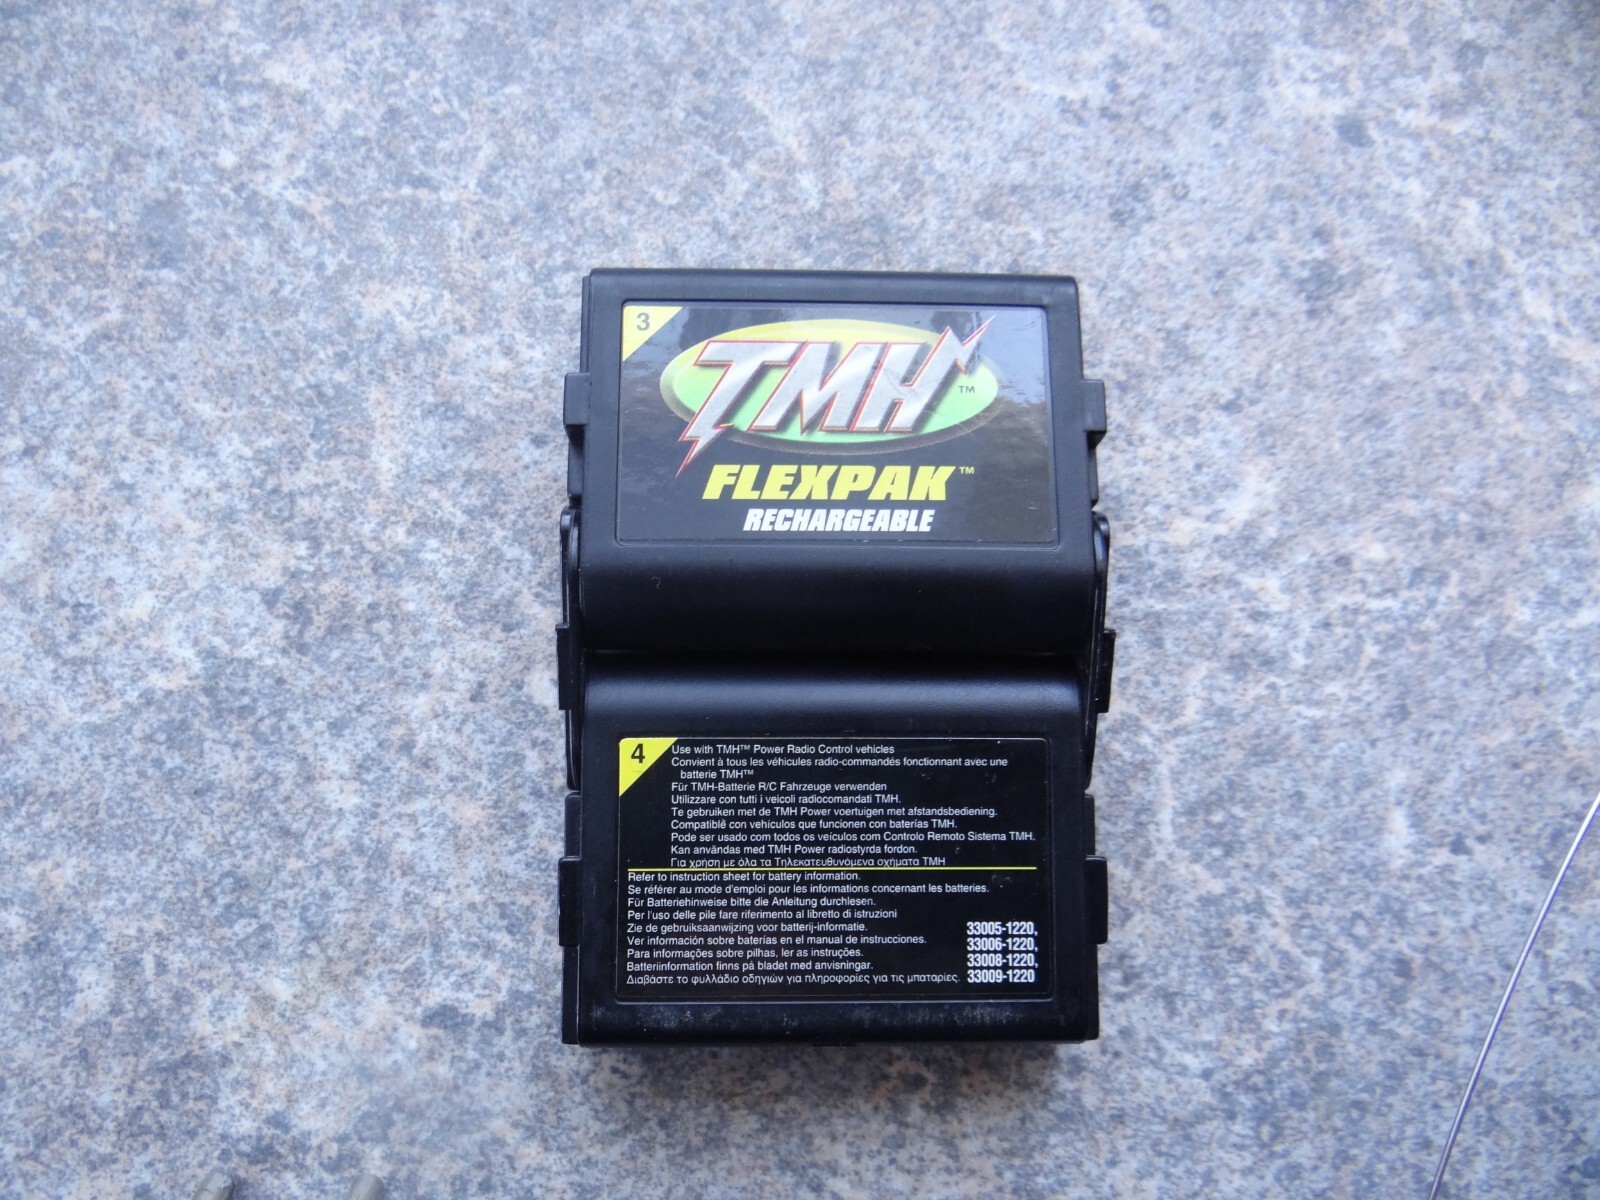 3
TMH™
FLEXPAK™
RECHARGEABLE
4
Use with TMH™ Power Radio Control vehicles
Convient à tous les véhicules radio-commandés fonctionnant avec une
batterie TMH™
Für TMH-Batterie R/C Fahrzeuge verwenden
Utilizzare con tutti i veicoli radiocomandati TMH.
Te gebruiken met de TMH Power voertuigen met afstandsbediening.
Compatible con vehículos que funcionen con baterías TMH.
Pode ser usado com todos os veículos com Controlo Remoto Sistema TMH.
Kan användas med TMH Power radiostyrda fordon.
Για χρήση με όλα τα Τηλεκατευθυνόμενα οχήματα TMH
Refer to instruction sheet for battery information.
Se référer au mode d'emploi pour les informations concernant les batteries.
Für Batteriehinweise bitte die Anleitung durchlesen.
Per l'uso delle pile fare riferimento al libretto di istruzioni
Zie de gebruiksaanwijzing voor batterij-informatie.
Ver información sobre baterías en el manual de instrucciones.
Para informações sobre pilhas, ler as instruções.
Batteriinformation finns på bladet med anvisningar.
Διαβάστε το φυλλάδιο οδηγιών για πληροφορίες για τις μπαταρίες.
33005-1220,
33006-1220,
33008-1220,
33009-1220